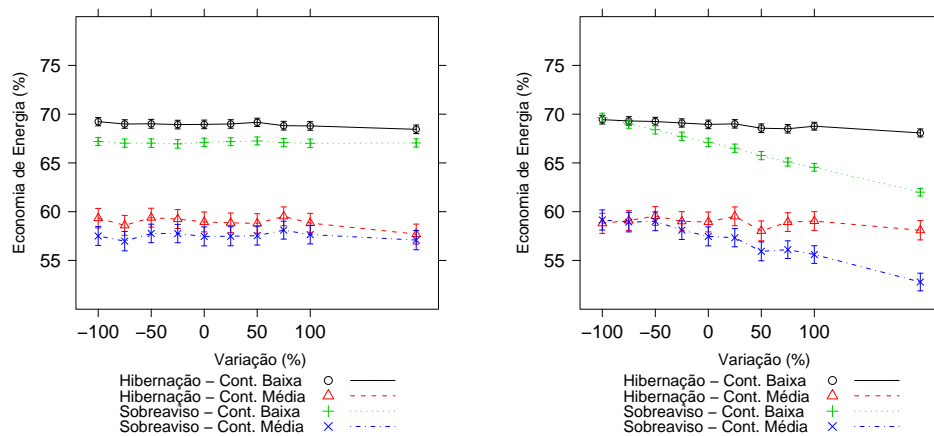 75
70
65
60
55
Economia de Energia (%)
−100
−50
0
50
100
Variação (%)
Hibernação − Cont. Baixa
Hibernação − Cont. Média
Sobreaviso − Cont. Baixa
Sobreaviso − Cont. Média
75
70
65
60
55
Economia de Energia (%)
−100
−50
0
50
100
Variação (%)
Hibernação − Cont. Baixa
Hibernação − Cont. Média
Sobreaviso − Cont. Baixa
Sobreaviso − Cont. Média